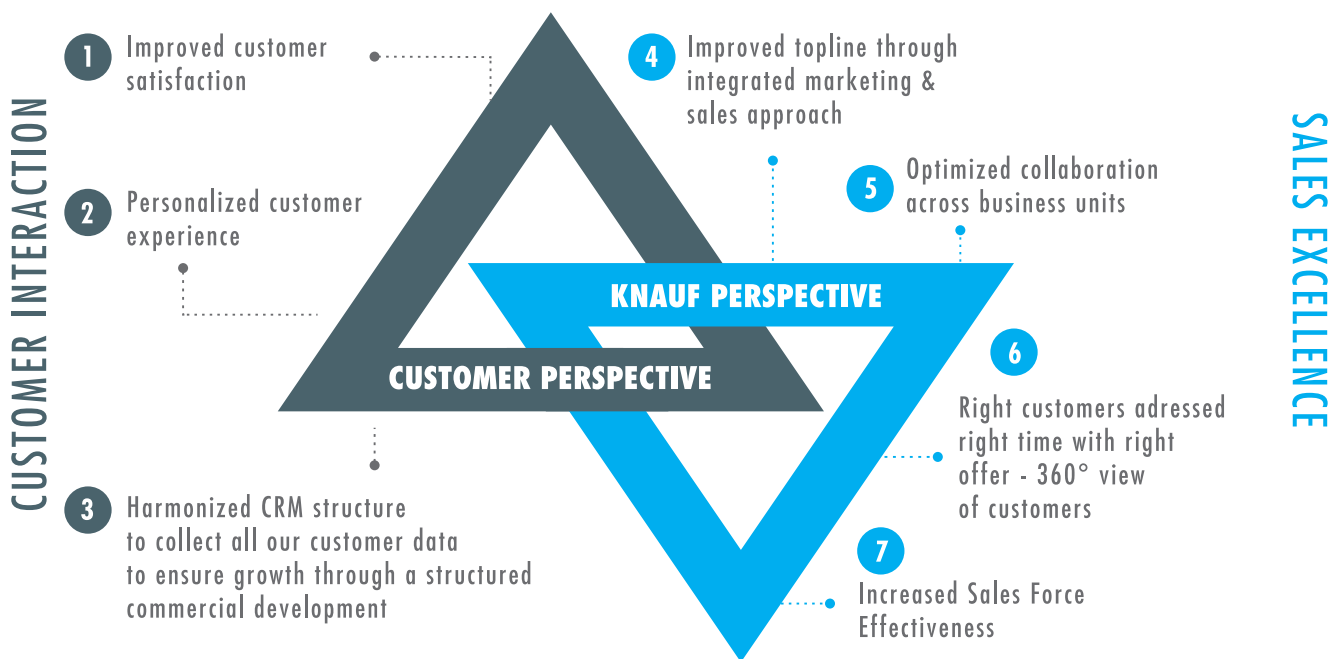 CUSTOMER INTERACTION
1
Improved customer
satisfaction
2
Personalized customer
experience
3
Harmonized CRM structure
to collect all our customer data
to ensure growth through a structured
commercial development
CUSTOMER PERSPECTIVE
KNAUF PERSPECTIVE
4
Improved topline through
integrated marketing &
sales approach
5
Optimized collaboration
across business units
6
Right customers adressed
right time with right
offer - 360° view
of customers
7
Increased Sales Force
Effectiveness
SALES EXCELLENCE